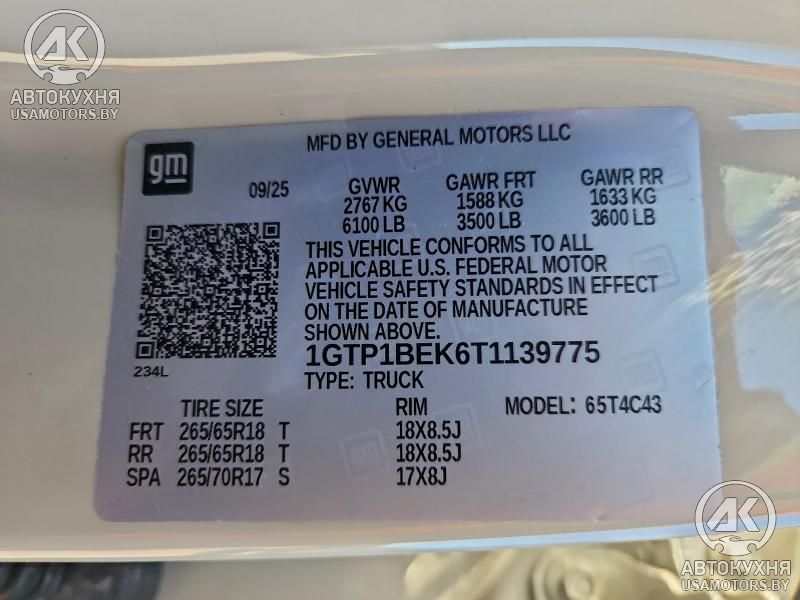 AK
АВТОКУХНЯ
USAMOTORS.BY
gm
MFD BY GENERAL MOTORS LLC
09/25 GVWR GAWR FRT GAWR RR
2767 KG 1588 KG 1633 KG
6100 LB 3500 LB 3600 LB
THIS VEHICLE CONFORMS TO ALL
APPLICABLE U.S. FEDERAL MOTOR
VEHICLE SAFETY STANDARDS IN EFFECT
ON THE DATE OF MANUFACTURE
SHOWN ABOVE.
234L
1GTP1BEK6T1139775
TYPE: TRUCK
TIRE SIZE RIM MODEL: 65T4C43
FRT 265/65R18 T 18X8.5J
RR 265/65R18 T 18X8.5J
SPA 265/70R17 S 17X8J
AK
АВТОКУХНЯ
USAMOTORS.BY